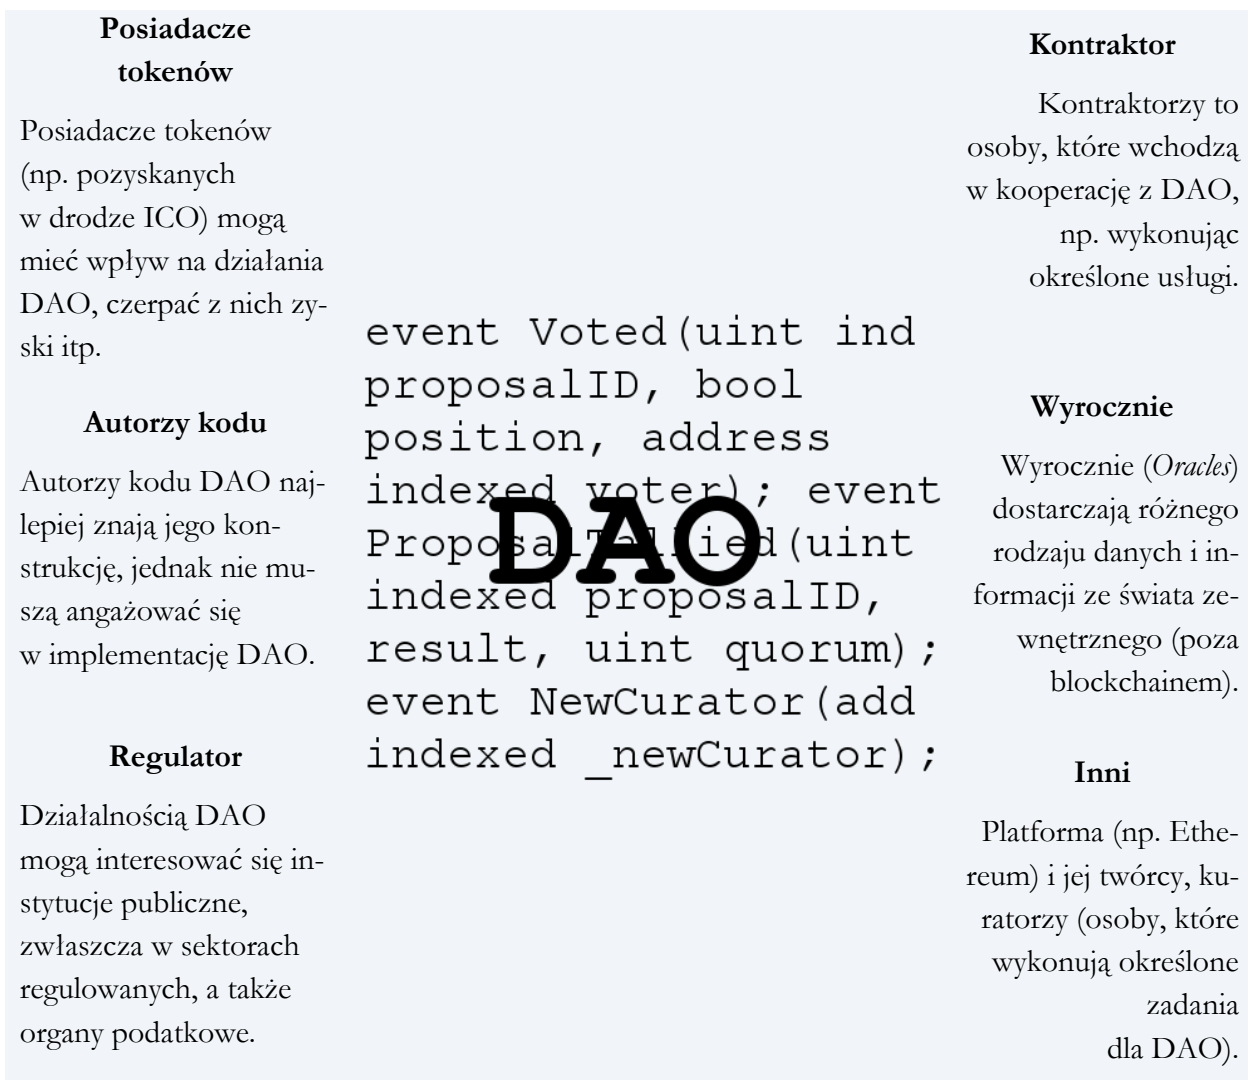 Posiadacze
tokenów
Posiadacze tokenów
(np. pozyskanych
w drodze ICO) mogą
mieć wpływ na działania
DAO, czerpać z nich zy-
ski itp.
Autorzy kodu
Autorzy kodu DAO naj-
lepiej znają jego kon-
strukcję, jednak nie mu-
szą angażować się
w implementację DAO.
Regulator
Działalnością DAO
mogą interesować się in-
stytucje publiczne,
zwłaszcza w sektorach
regulowanych, a także
organy podatkowe.
event Voted(uint ind
proposalID, bool
position, address
indexed voter); event
ProposalTallied(uint
indexed proposalID,
result, uint quorum);
event NewCurator(add
indexed _newCurator);
DAO
Kontraktor
Kontraktorzy to
osoby, które wchodzą
w kooperację z DAO,
np. wykonując
określone usługi.
Wyrocznie
Wyrocznie (Oracles)
dostarczają różnego
rodzaju danych i in-
formacji ze świata ze-
wnętrznego (poza
blockchainem).
Inni
Platforma (np. Ethe-
reum) i jej twórcy, ku-
ratorzy (osoby, które
wykonują określone
zadania
dla DAO).